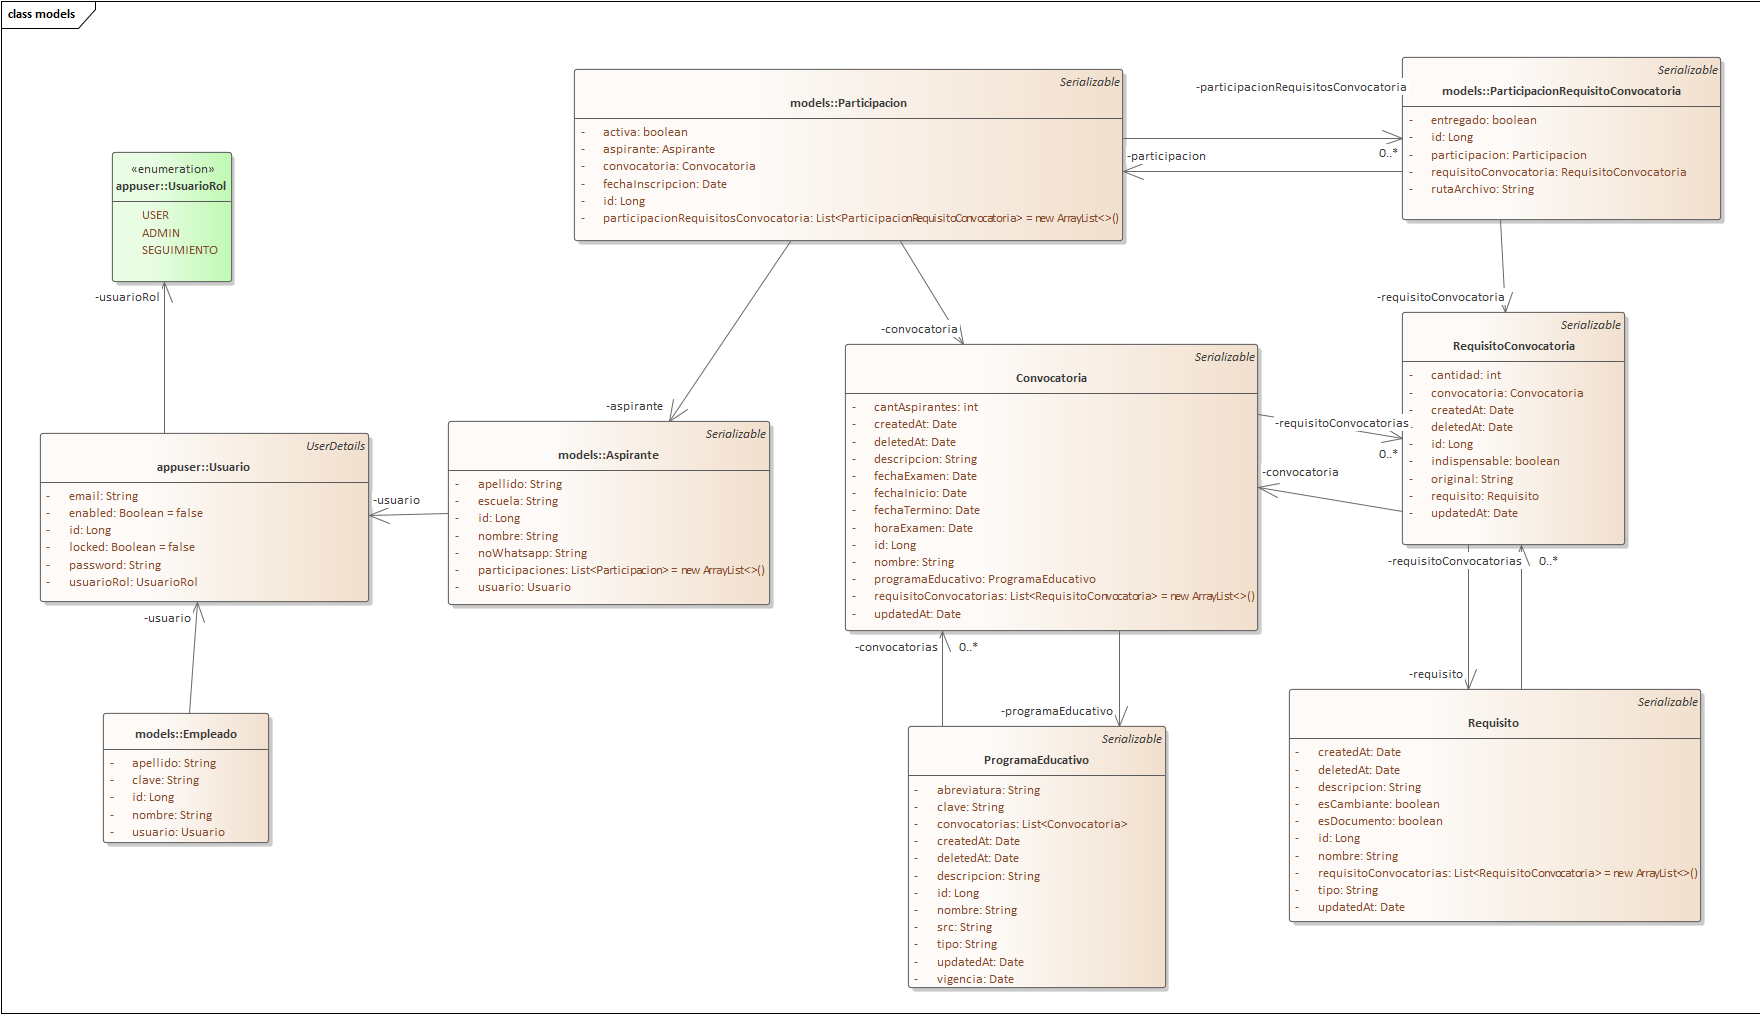 class models
Serializable
models::Participacion
- activa: boolean
- aspirante: Aspirante
- convocatoria: Convocatoria
- fechaInscripcion: Date
- id: Long
- participacionRequisitosConvocatoria: List<ParticipacionRequisitoConvocatoria> = new ArrayList<>()
-participacionRequisitosConvocatoria
0..*
-participacion
Serializable
models::ParticipacionRequisitoConvocatoria
- entregado: boolean
- id: Long
- participacion: Participacion
- requisitoConvocatoria: RequisitoConvocatoria
- rutaArchivo: String
«enumeration»
appuser::UsuarioRol
USER
ADMIN
SEGUIMIENTO
-usuarioRol
-convocatoria
-requisitoConvocatoria
-aspirante
UserDetails
appuser::Usuario
- email: String
- enabled: Boolean = false
- id: Long
- locked: Boolean = false
- password: String
- usuarioRol: UsuarioRol
-usuario
Serializable
models::Aspirante
- apellido: String
- escuela: String
- id: Long
- nombre: String
- noWhatsapp: String
- participaciones: List<Participacion> = new ArrayList<>()
- usuario: Usuario
Serializable
Convocatoria
- cantAspirantes: int
- createdAt: Date
- deletedAt: Date
- descripcion: String
- fechaExamen: Date
- fechaInicio: Date
- fechaTermino: Date
- horaExamen: Date
- id: Long
- nombre: String
- programaEducativo: ProgramaEducativo
- requisitoConvocatorias: List<RequisitoConvocatoria> = new ArrayList<>()
- updatedAt: Date
-requisitoConvocatorias
0..*
-convocatoria
Serializable
RequisitoConvocatoria
- cantidad: int
- convocatoria: Convocatoria
- createdAt: Date
- deletedAt: Date
- id: Long
- indispensable: boolean
- original: String
- requisito: Requisito
- updatedAt: Date
-requisitoConvocatorias
0..*
-usuario
-convocatorias
0..*
-requisito
-programaEducativo
models::Empleado
- apellido: String
- clave: String
- id: Long
- nombre: String
- usuario: Usuario
Serializable
ProgramaEducativo
- abreviatura: String
- clave: String
- convocatorias: List<Convocatoria>
- createdAt: Date
- deletedAt: Date
- descripcion: String
- id: Long
- nombre: String
- src: String
- tipo: String
- updatedAt: Date
- vigencia: Date
Serializable
Requisito
- createdAt: Date
- deletedAt: Date
- descripcion: String
- esCambiante: boolean
- esDocumento: boolean
- id: Long
- nombre: String
- requisitoConvocatorias: List<RequisitoConvocatoria> = new ArrayList<>()
- tipo: String
- updatedAt: Date